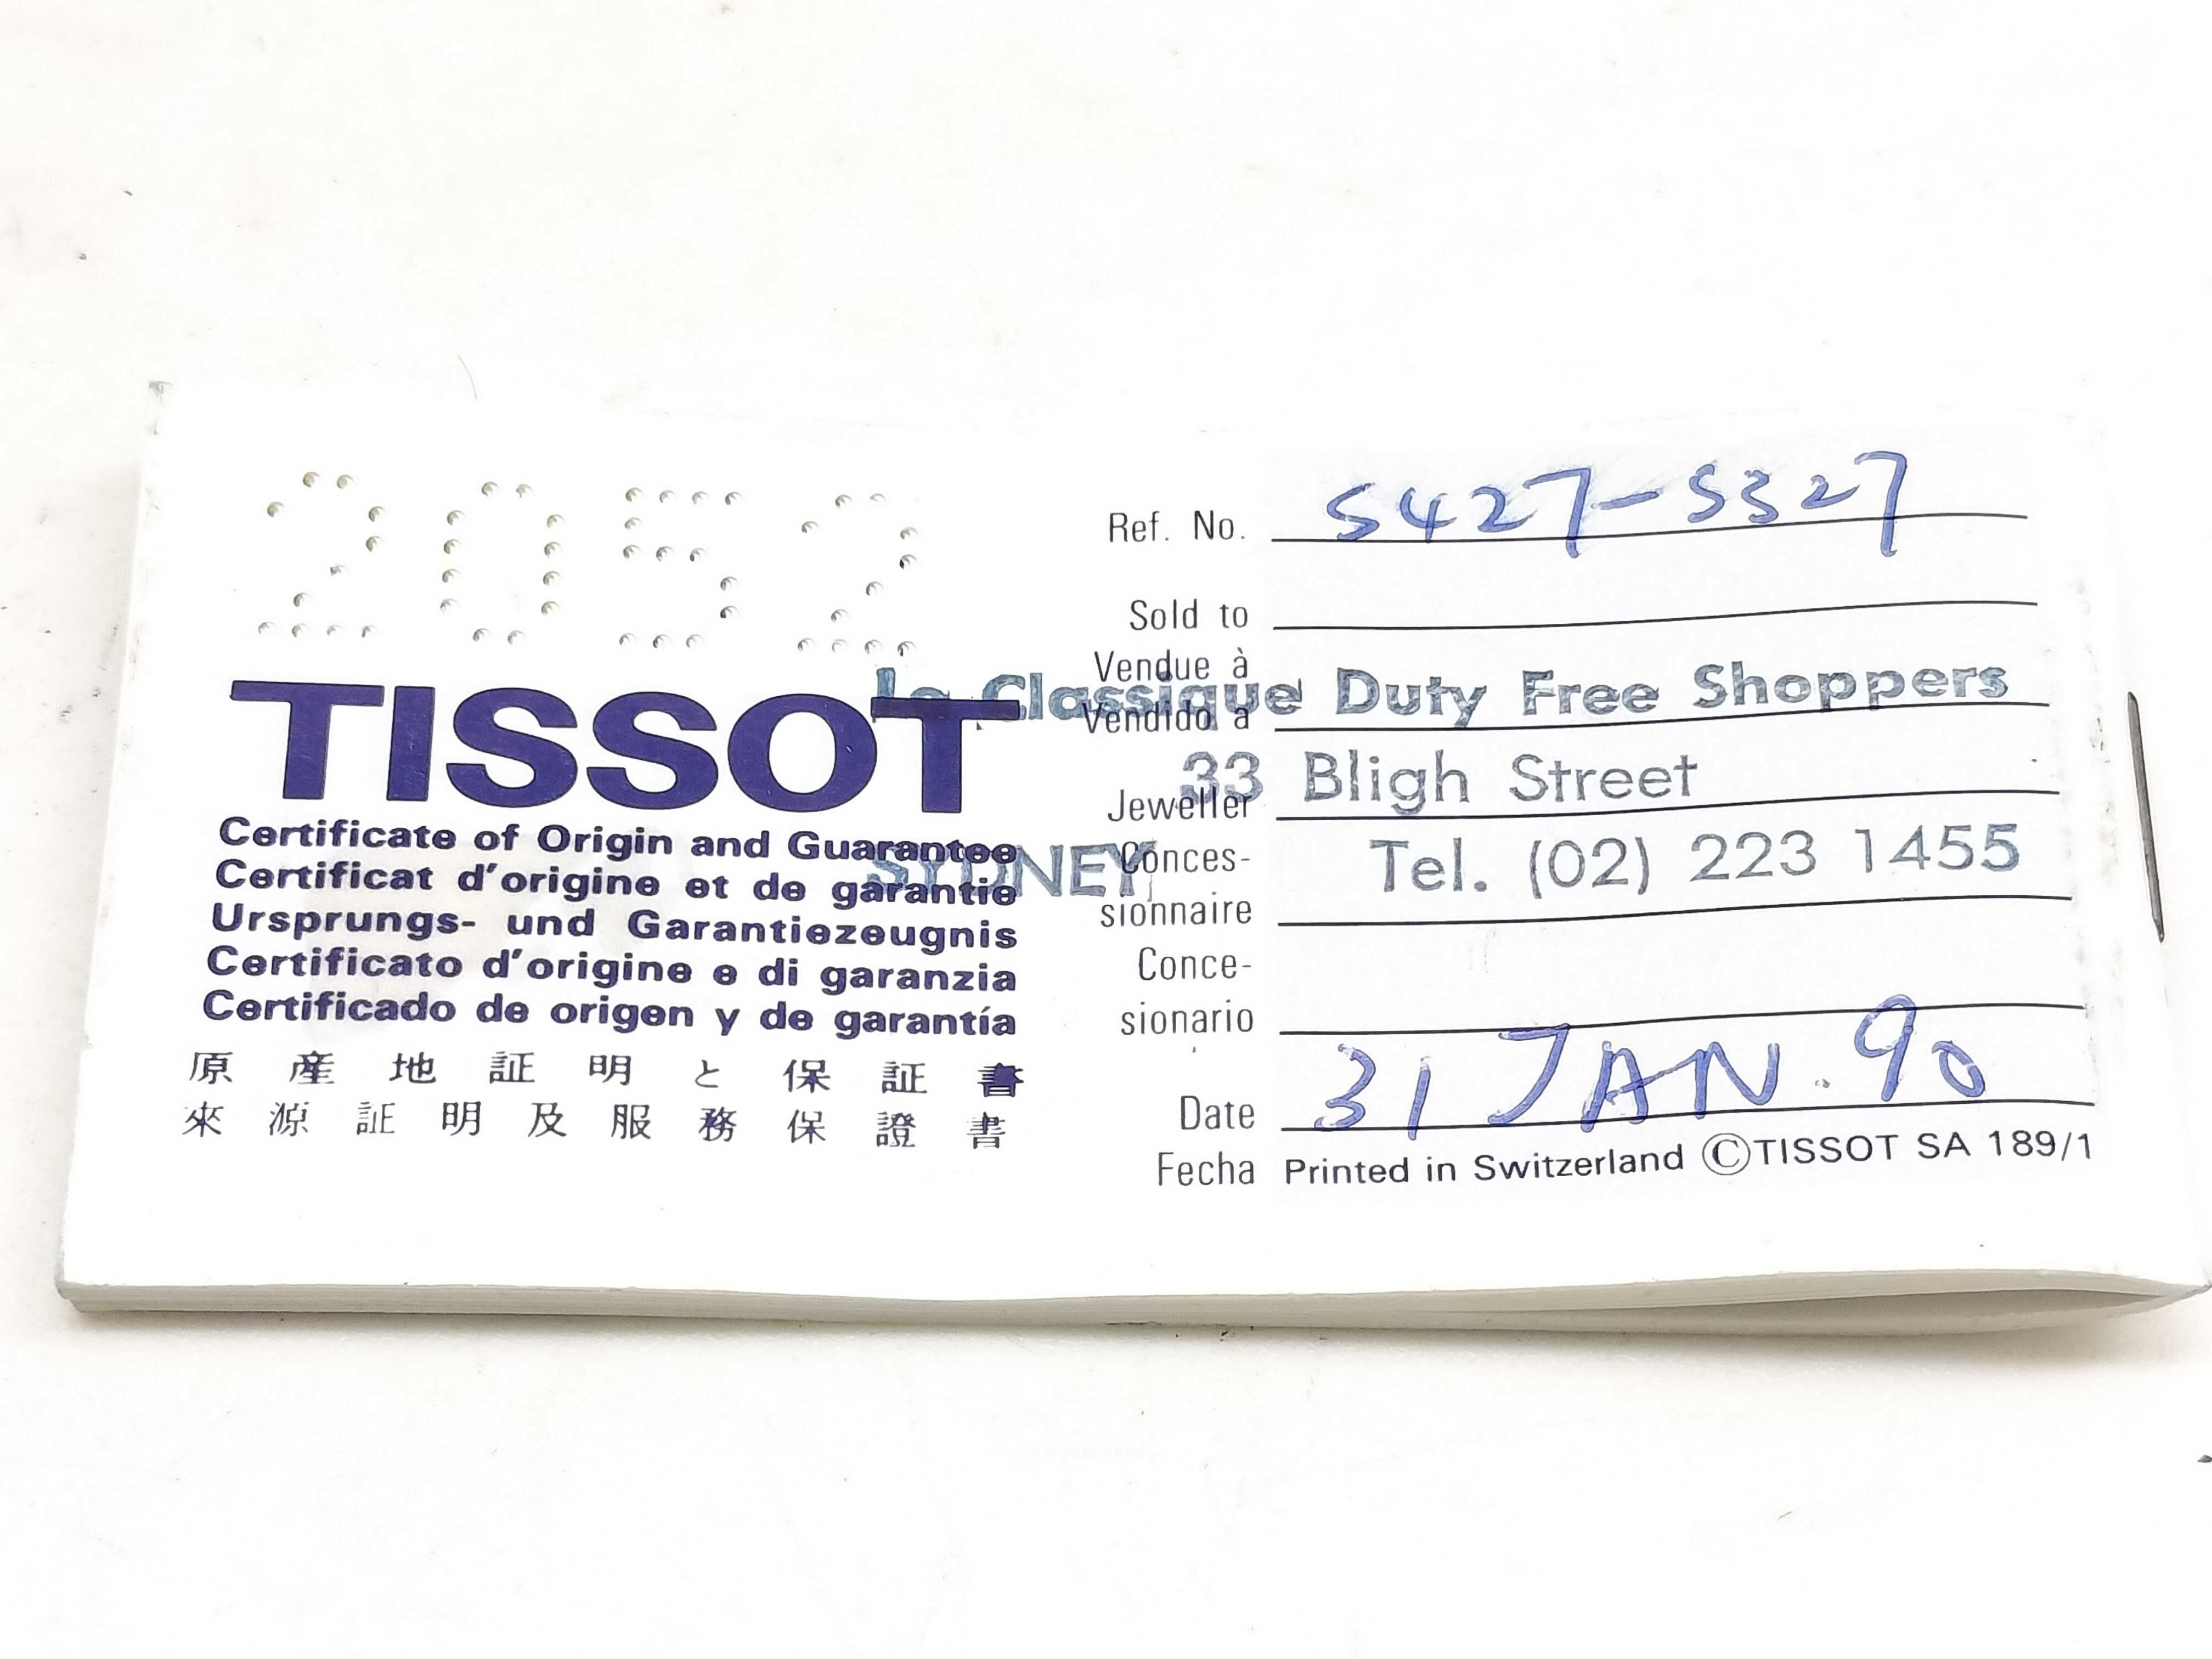 2052
TISSOT
Certificate of Origin and Guarantee
Certificat d'origine et de garantie
Ursprungs- und Garantiezeugnis
Certificato d'origine e di garanzia
Certificado de origen y de garantía
原産地証明と保証書
來源証明及服務保證書
Ref. No. S427-S327
Sold to
Vendue à
Vendido a
Jeweller
Conces-
sionnaire
Conce-
sionario
Date 31 JAN. 90
Fecha
Printed in Switzerland ©TISSOT SA 189/1
La Classique Duty Free Shoppers
33 Bligh Street
SYDNEY Tel. (02) 223 1455